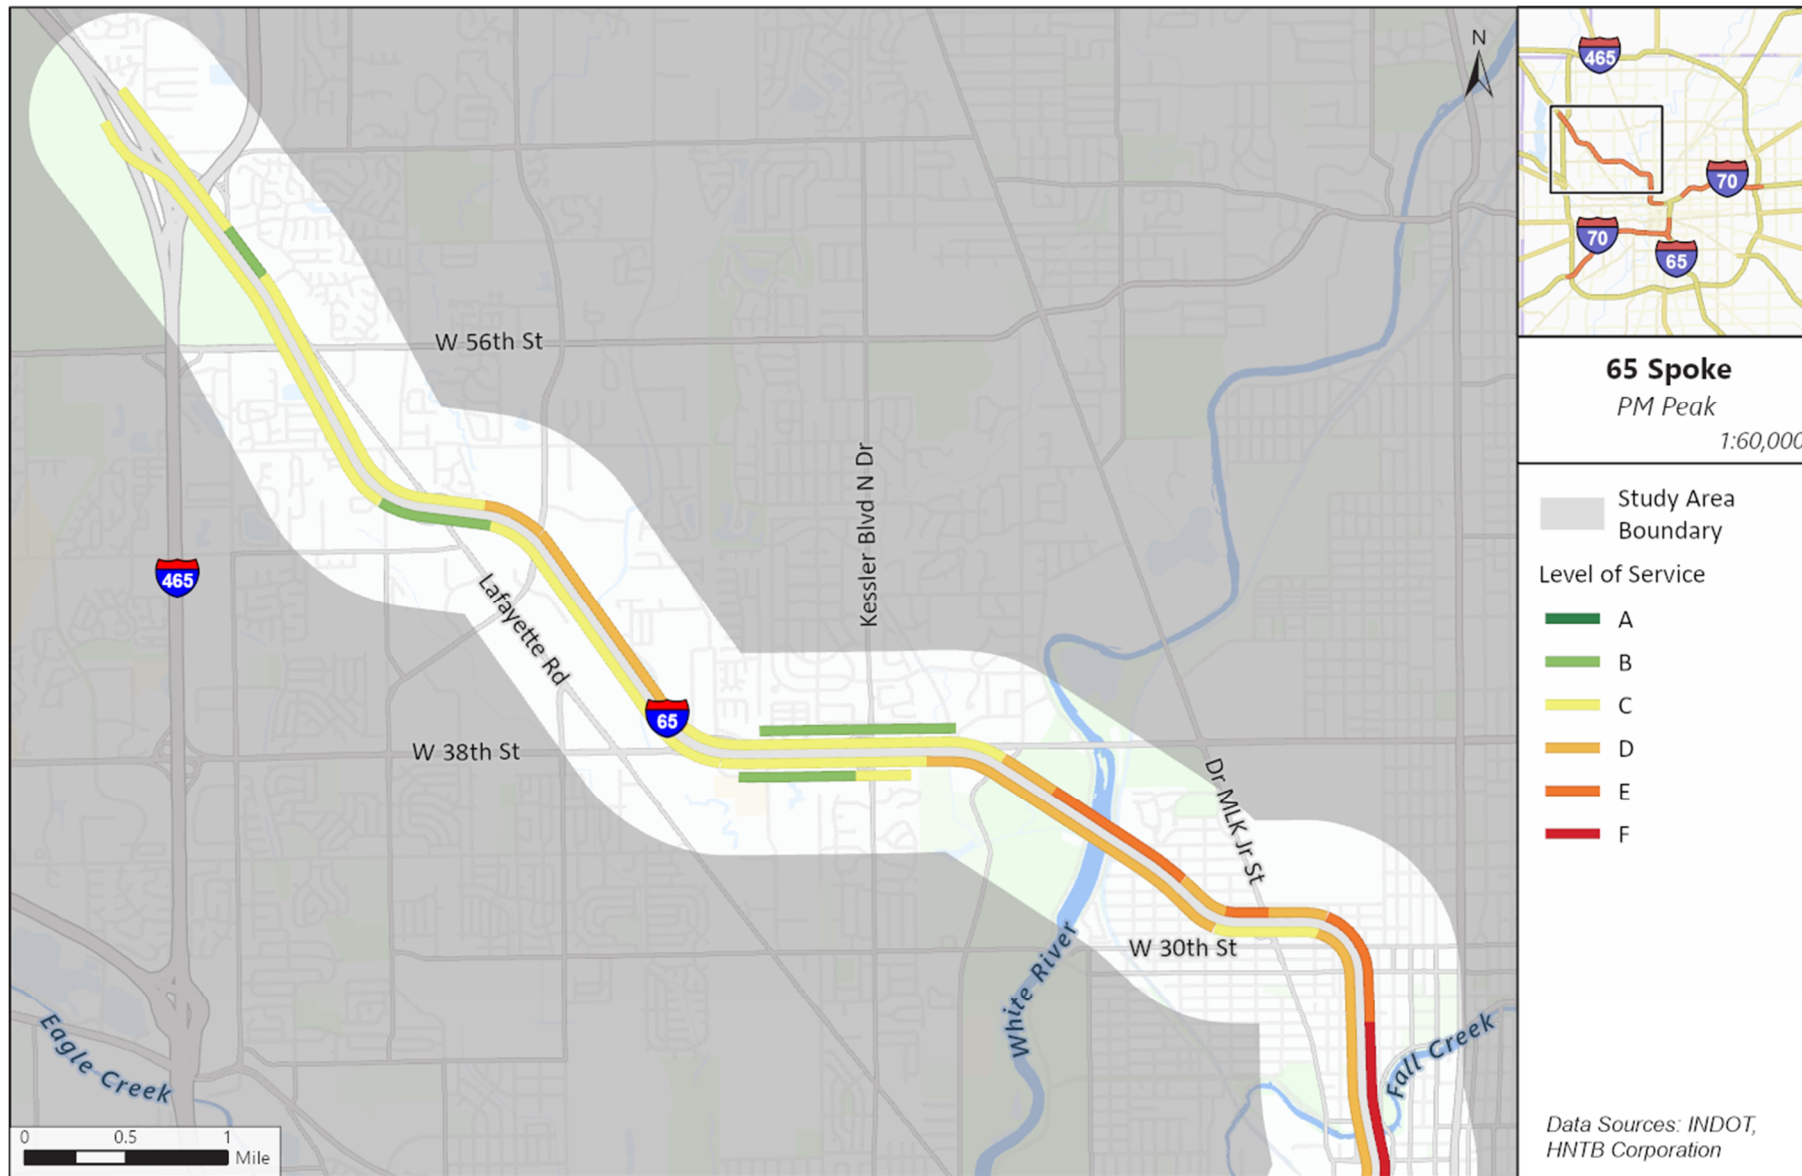 N
465
70
70
65
65 Spoke
PM Peak
1:60,000
Study Area
Boundary
Level of Service
A
B
C
D
E
F
Data Sources: INDOT,
HNTB Corporation
W 56th St
Kessler Blvd N Dr
465
Lafayette Rd
65
W 38th St
Dr MLK Jr St
W 30th St
White River
Fall Creek
Eagle Creek
0 0.5 1
Mile